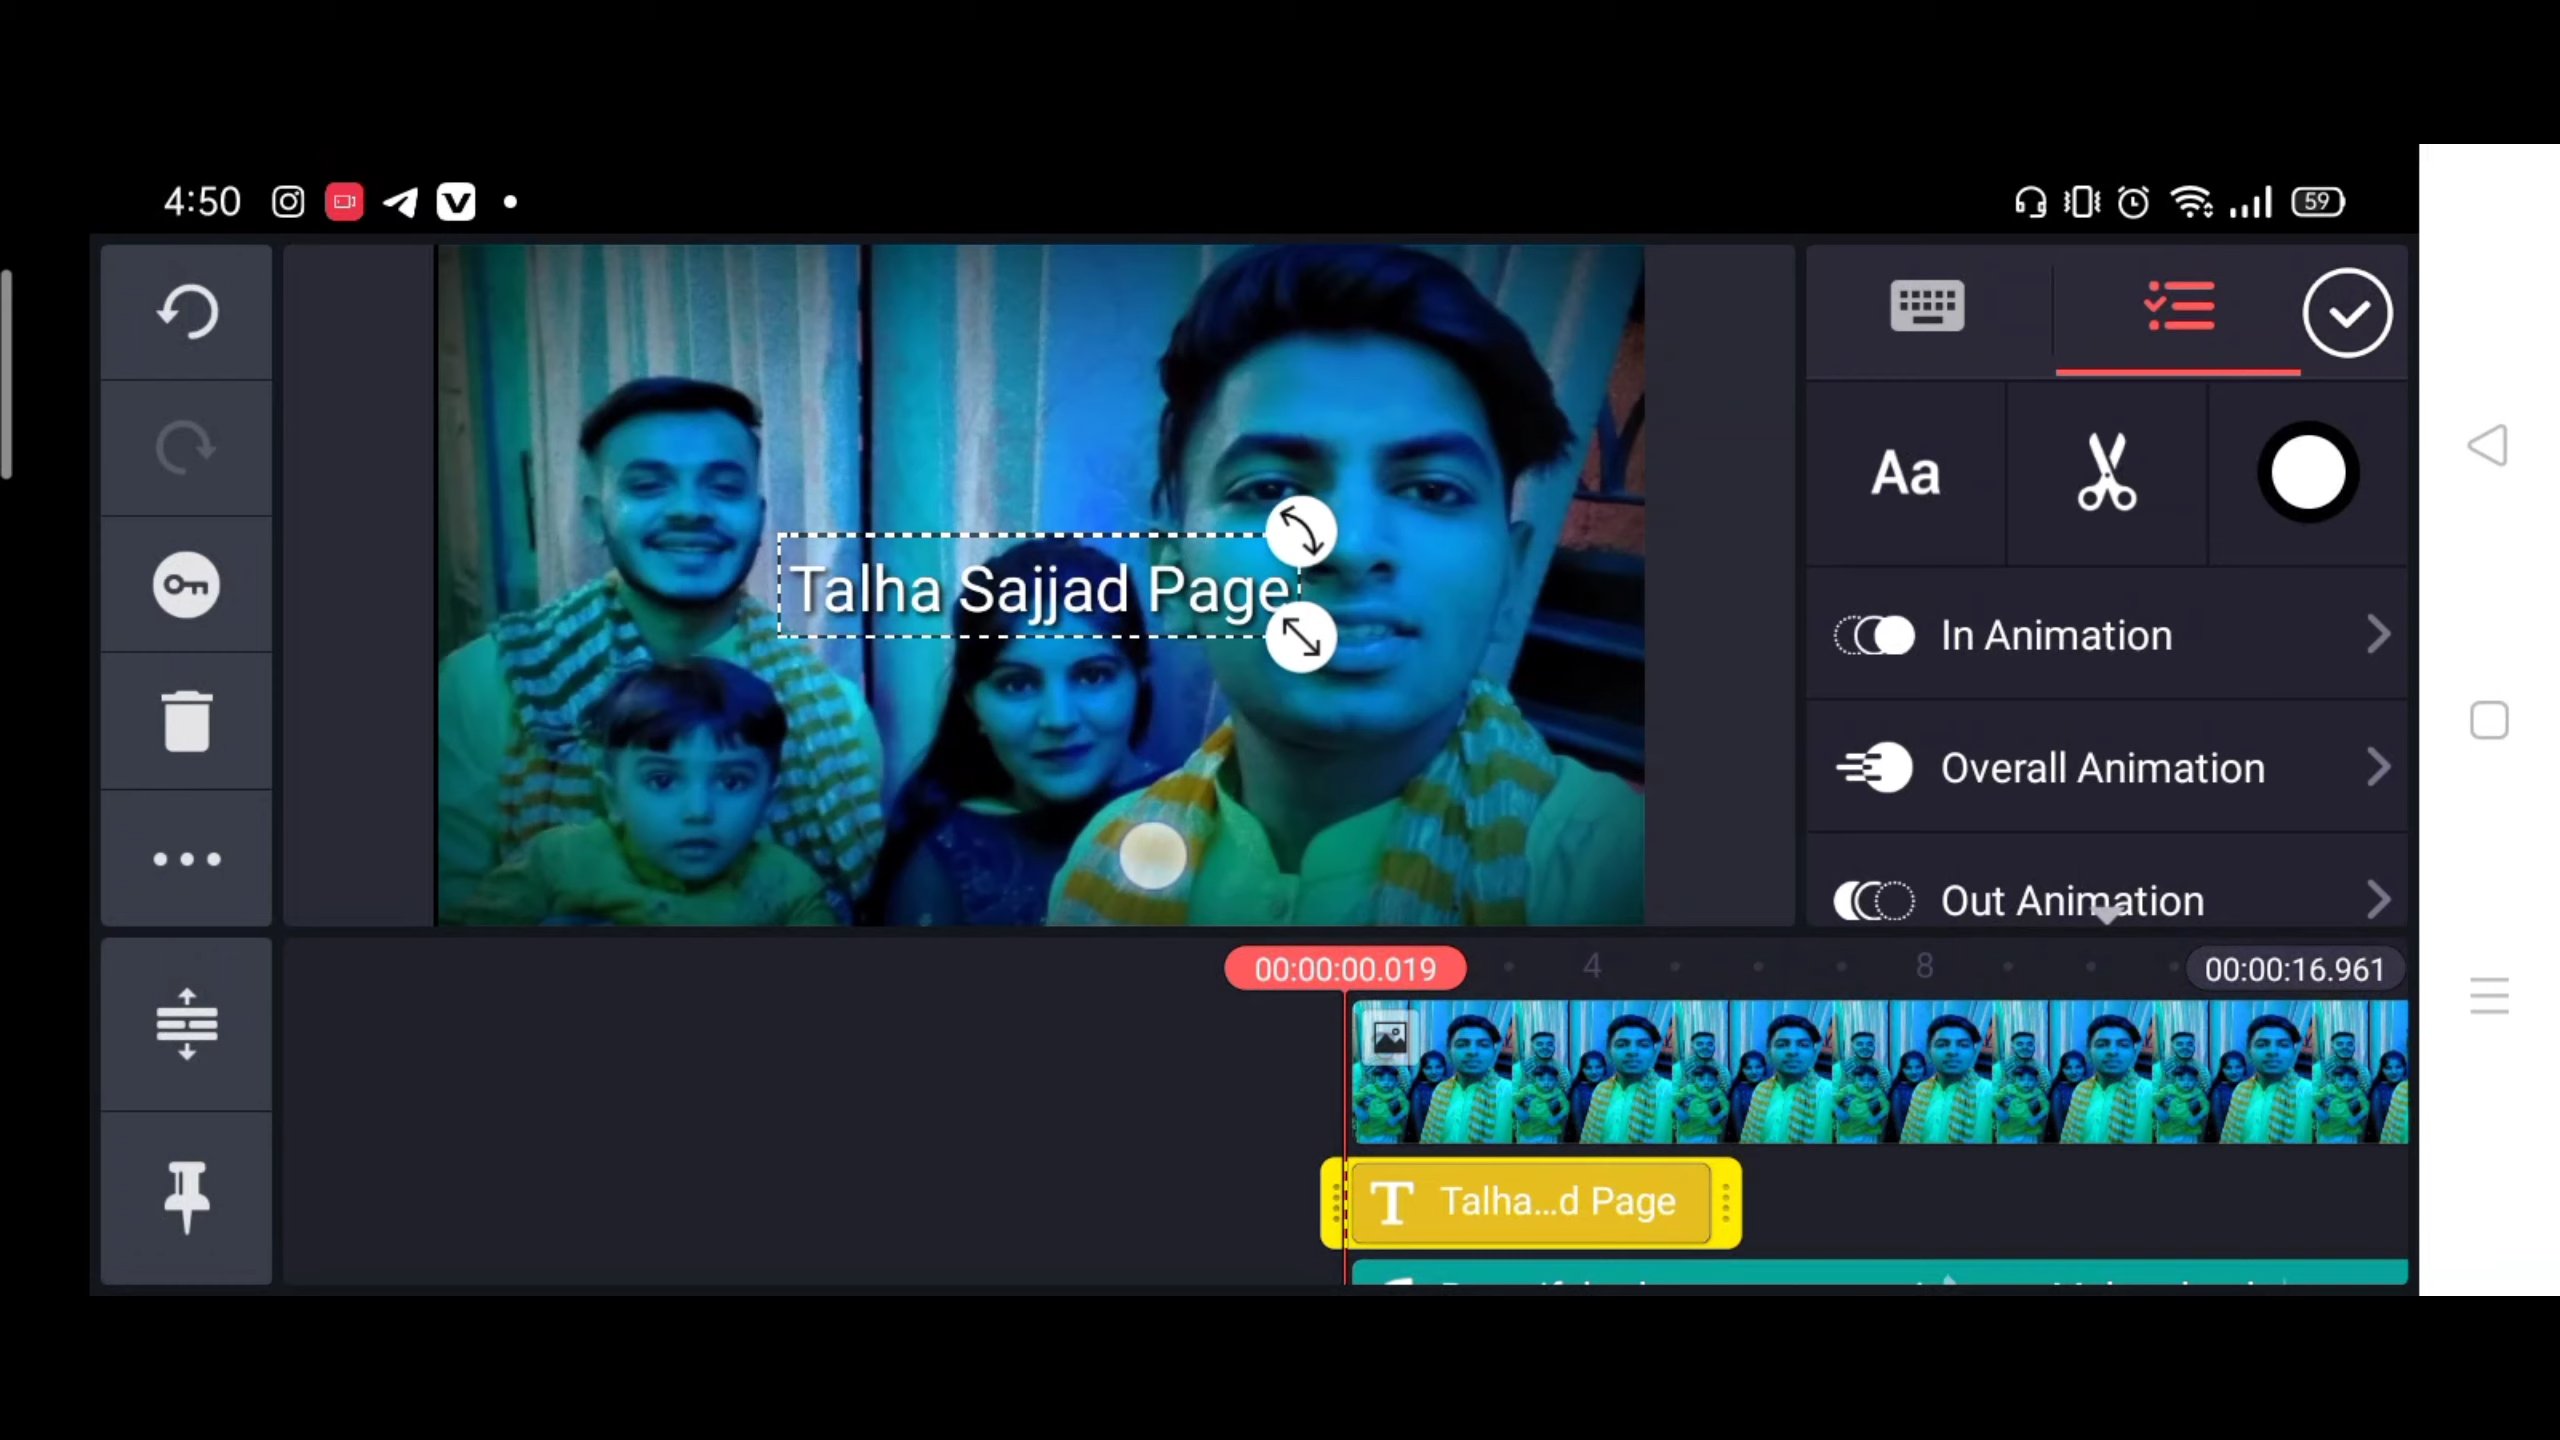 4:50
59
Talha Sajjad Page
Aa
In Animation
Overall Animation
Out Animation
00:00:00.019
4
8
00:00:16.961
T Talha...d Page